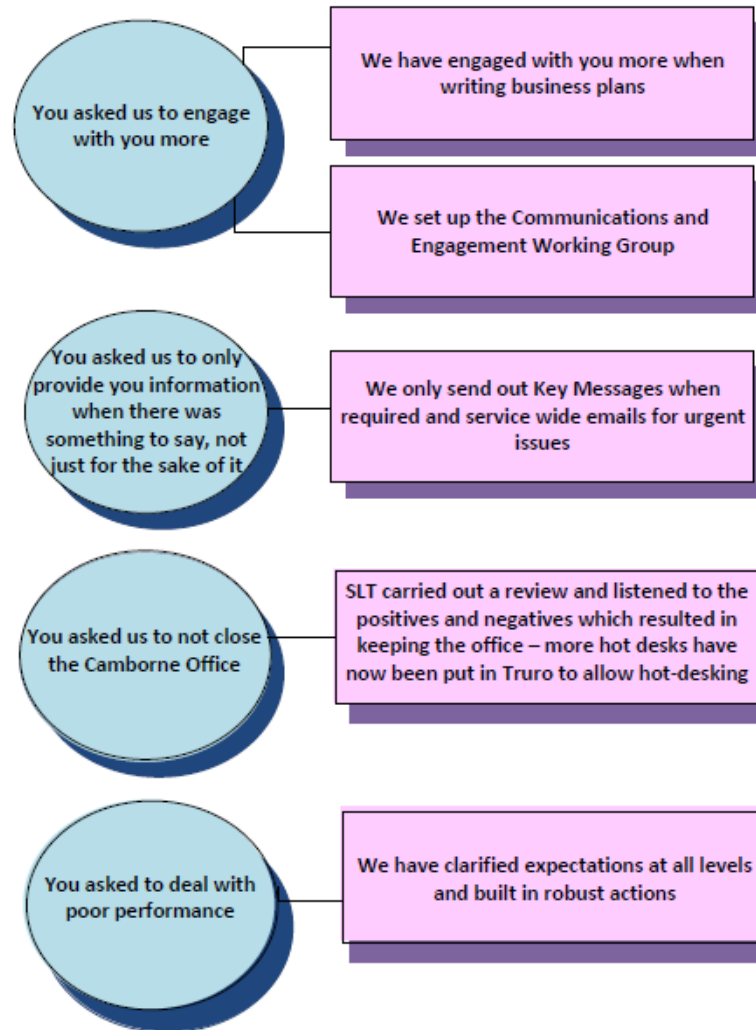 You asked us to engage
with you more
We have engaged with you more when
writing business plans
We set up the Communications and
Engagement Working Group
You asked us to only
provide you information
when there was
something to say, not
just for the sake of it
We only send out Key Messages when
required and service wide emails for urgent
issues
You asked us to not close
the Camborne Office
SLT carried out a review and listened to the
positives and negatives which resulted in
keeping the office – more hot desks have
now been put in Truro to allow hot-desking
You asked to deal with
poor performance
We have clarified expectations at all levels
and built in robust actions